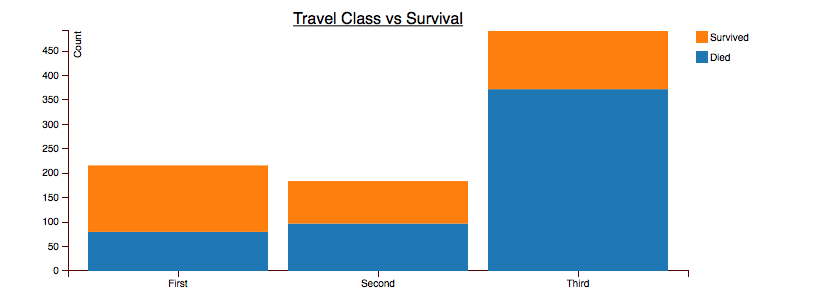 Travel Class vs Survival
Count
Survived
Died
450
400
350
300
250
200
150
100
50
0
First Second Third